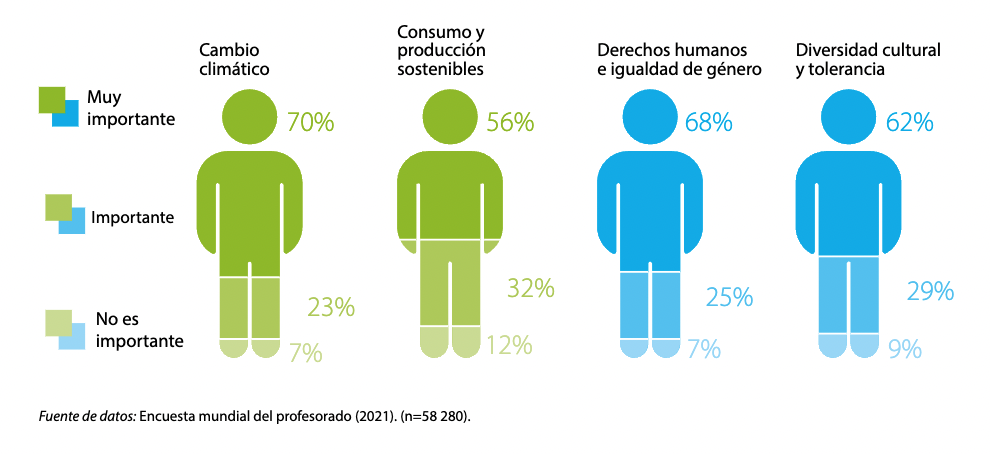 Cambio
climático
Consumo y
producción
sostenibles
Derechos humanos
e igualdad de género
Diversidad cultural
y tolerancia
Muy
importante
70%
56%
68%
62%
Importante
23%
32%
25%
29%
No es
importante
7%
12%
7%
9%
Fuente de datos: Encuesta mundial del profesorado (2021). (n=58 280).